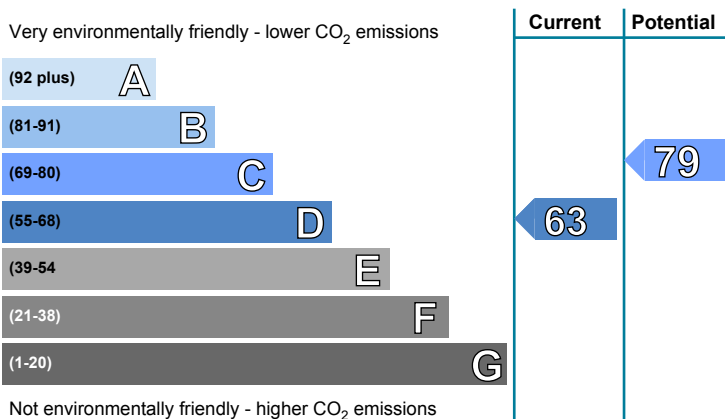 Very environmentally friendly - lower CO2 emissions
Current
Potential
(92 plus) A
(81-91) B
(69-80) C
79
(55-68) D
63
(39-54 E
(21-38) F
(1-20) G
Not environmentally friendly - higher CO2 emissions